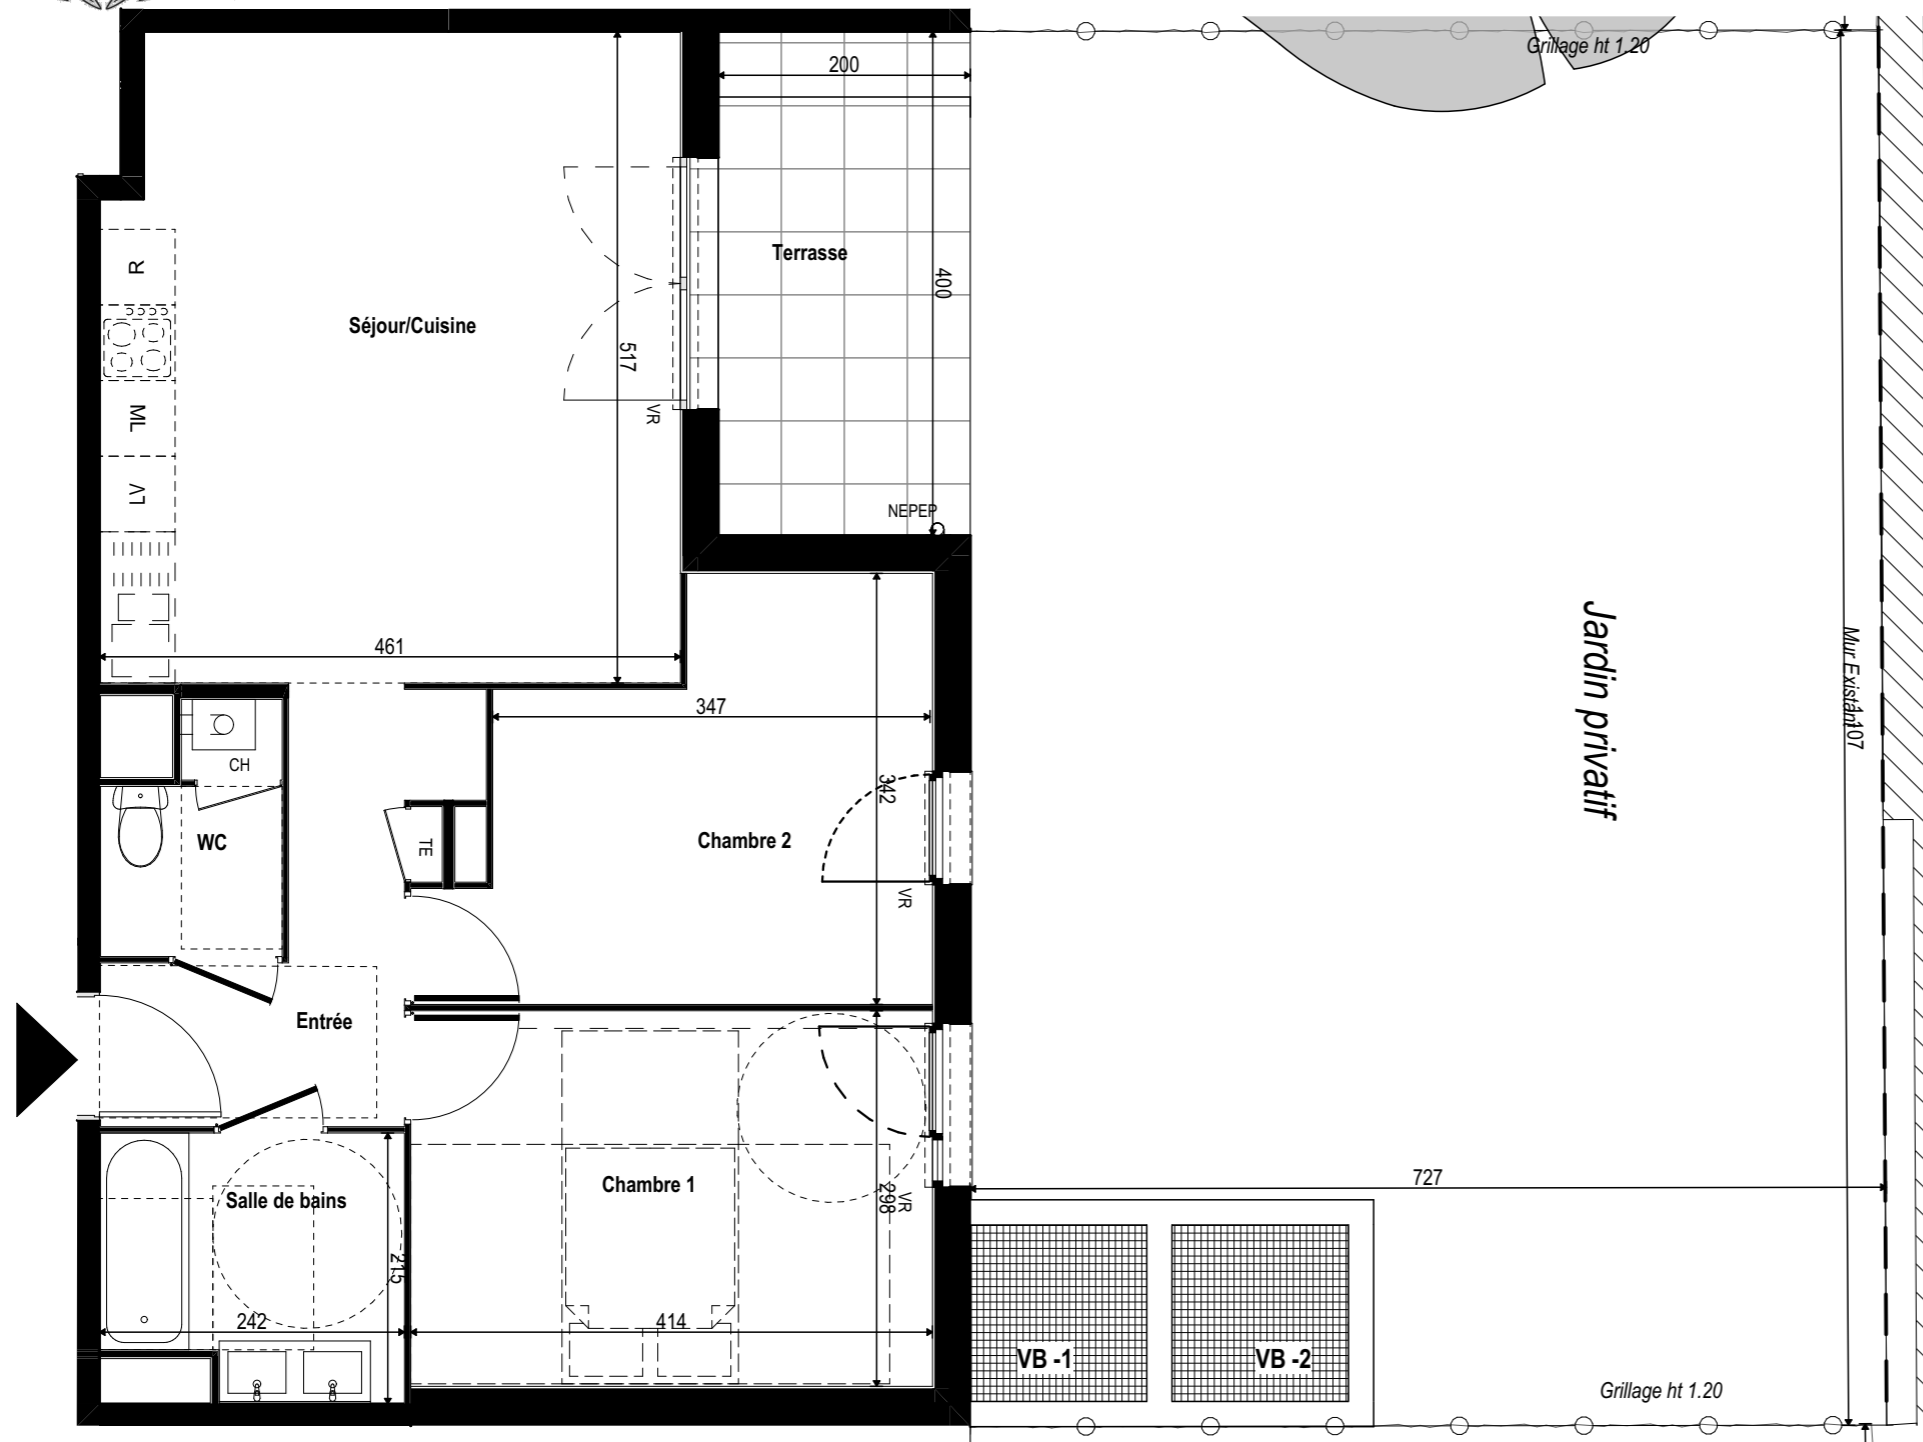 Grillage ht 1.20
200
Terrasse
400
R
Séjour/Cuisine
517
VR
ML
LV
NEPEP
461
347
Jardin privatif
Mur Existant
CH
342
WC
TE
Chambre 2
VR
Entrée
727
Chambre 1
298
VR
Salle de bains
215
242
414
VB -1
VB -2
Grillage ht 1.20